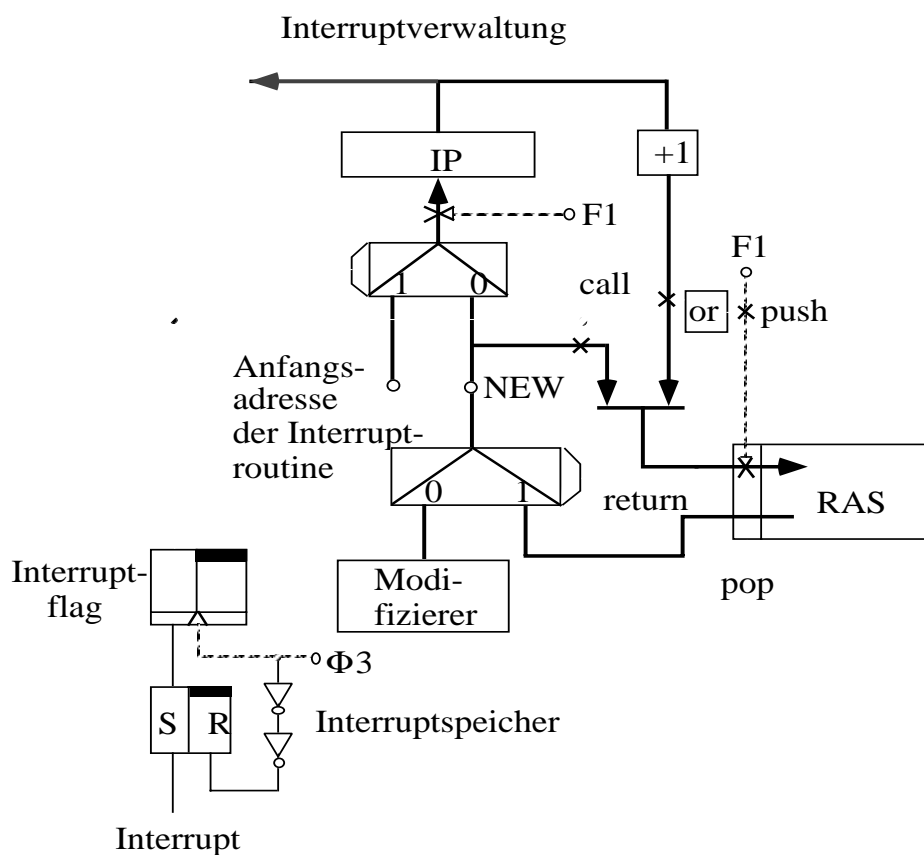 Interruptverwaltung
IP
+1
F1
F1
1 0
call
or
push
Anfangs-
adresse
der Interrupt-
routine
NEW
0 1
return
RAS
Interrupt-
flag
Modi-
fizierer
pop
Φ3
S R
Interruptspeicher
Interrupt